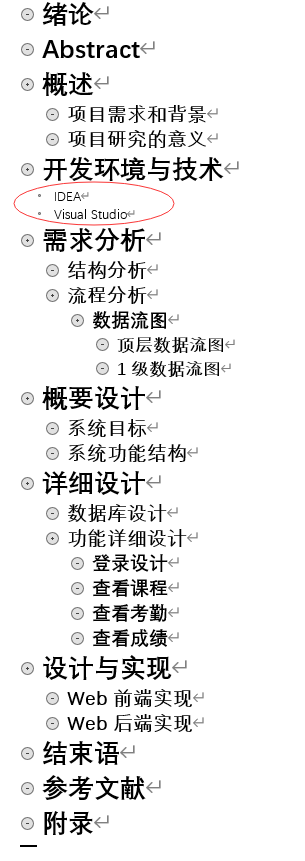 绪论
Abstract
概述
项目需求和背景
项目研究的意义
开发环境与技术
IDEA
Visual Studio
需求分析
结构分析
流程分析
数据流图
顶层数据流图
1 级数据流图
概要设计
系统目标
系统功能结构
详细设计
数据库设计
功能详细设计
登录设计
查看课程
查看考勤
查看成绩
设计与实现
Web 前端实现
Web 后端实现
结束语
参考文献
附录